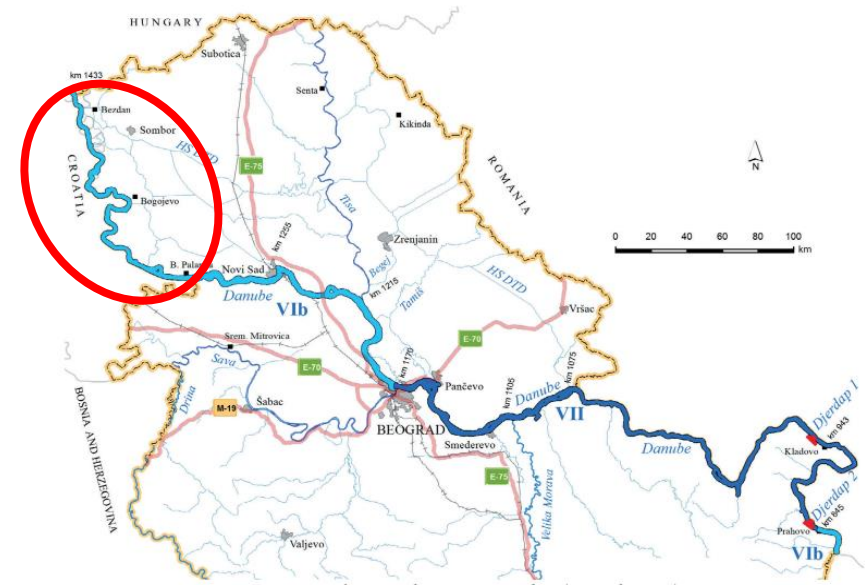 HUNGARY
Subotica
km 1433
Senta
Bezdan
Kikinda
Sombor
HS DTD
CROATIA
E-75
ROMANIA
N
Tisa
Bogojevo
km 1255
Zrenjanin
0 20 40 60 80 100
km
B. Pala
Novi Sad
Begej
HS DTD
km 1215
Danube
VIb
Tamiš
Vršac
Srem. Mitrovica
E-70
Sava
E-70
km 1170
km 1075
Drina
Pančevo
km 1105
Danube
M-19
Šabac
VII
BEOGRAD
Djerdap 1
BOSNIA AND HERZEGOVINA
Smederevo
Danube
km 943
Kladovo
E-75
Velika Morava
Djerdap 2
km 845
Prahovo
Valjevo
VIb